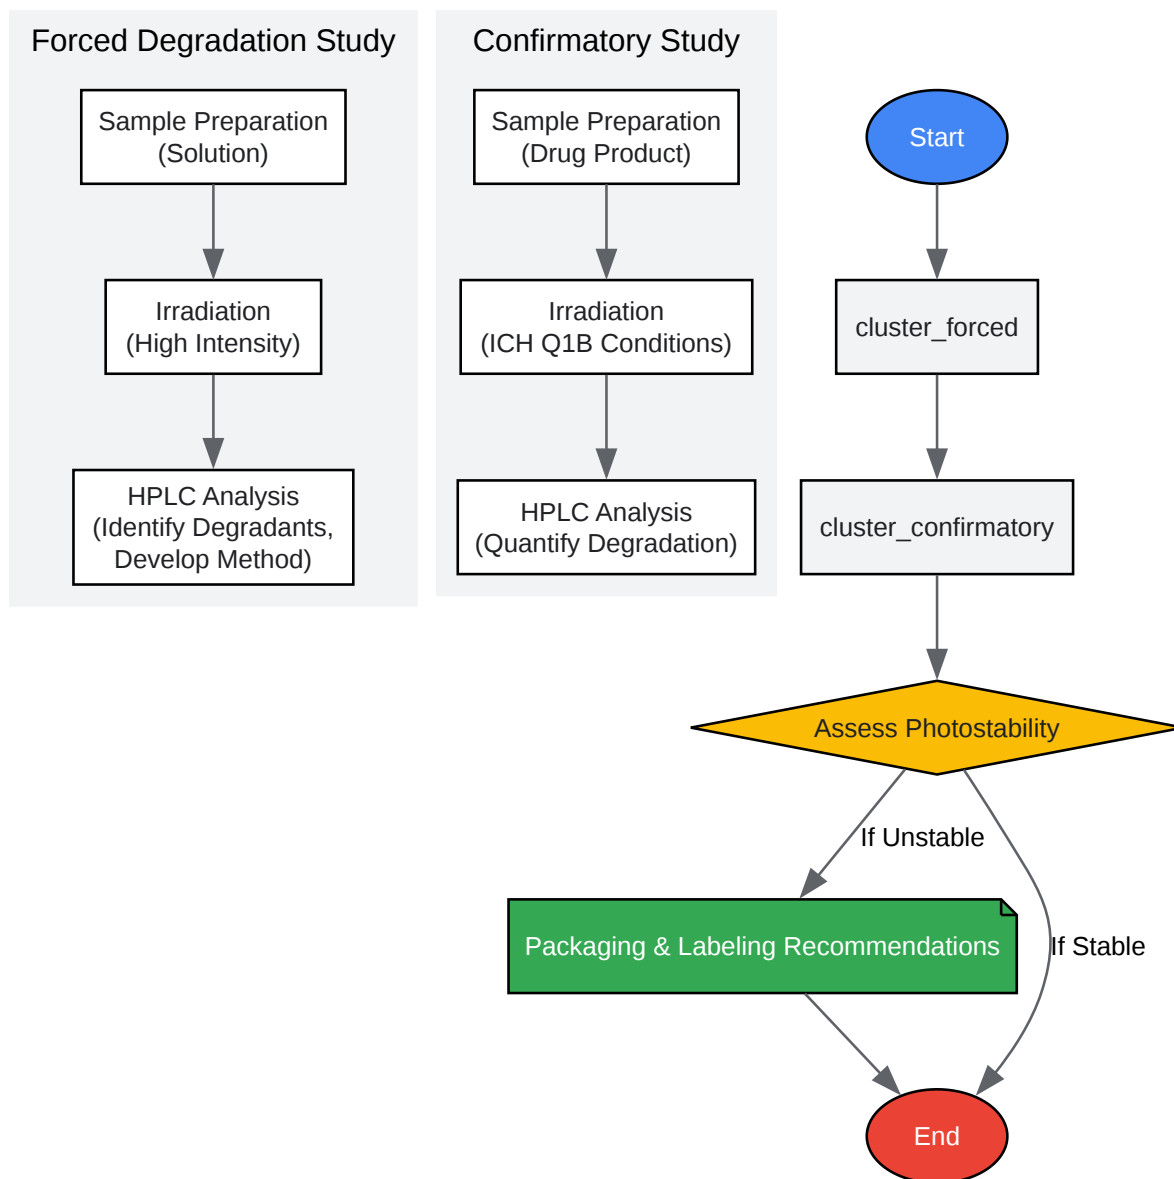 Forced Degradation Study
Sample Preparation
(Solution)
Irradiation
(High Intensity)
HPLC Analysis
(Identify Degradants,
Develop Method)
Confirmatory Study
Sample Preparation
(Drug Product)
Irradiation
(ICH Q1B Conditions)
HPLC Analysis
(Quantify Degradation)
Start
cluster_forced
cluster_confirmatory
Assess Photostability
If Unstable
Packaging & Labeling Recommendations
If Stable
End